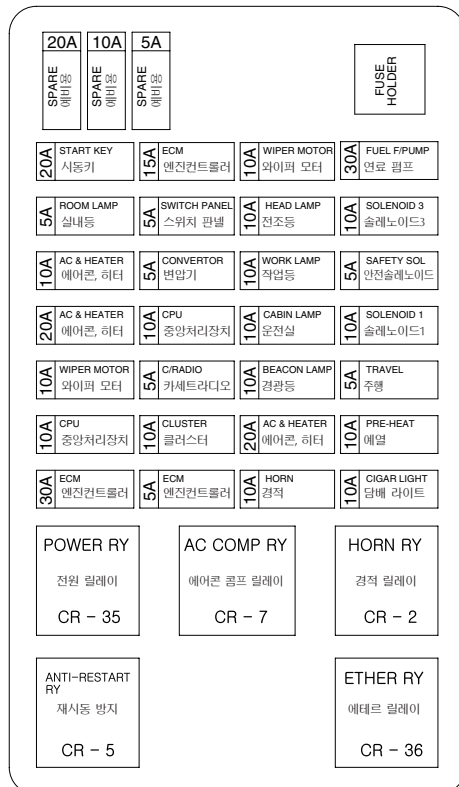 20A 10A 5A
SPARE 예비용
SPARE 예비용
SPARE 예비용
FUSE HOLDER
20A START KEY 시동키
15A ECM 엔진컨트롤러
10A WIPER MOTOR 와이퍼 모터
30A FUEL F/PUMP 연료 펌프
5A ROOM LAMP 실내등
5A SWITCH PANEL 스위치 판넬
10A HEAD LAMP 전조등
10A SOLENOID 3 솔레노이드3
10A AC & HEATER 에어콘, 히터
5A CONVERTOR 변압기
10A WORK LAMP 작업등
5A SAFETY SOL 안전솔레노이드
20A AC & HEATER 에어콘, 히터
10A CPU 중앙처리장치
10A CABIN LAMP 운전실
10A SOLENOID 1 솔레노이드1
10A WIPER MOTOR 와이퍼 모터
5A C/RADIO 카세트라디오
10A BEACON LAMP 경광등
5A TRAVEL 주행
10A CPU 중앙처리장치
10A CLUSTER 클러스터
20A AC & HEATER 에어콘, 히터
10A PRE-HEAT 예열
30A ECM 엔진컨트롤러
5A ECM 엔진컨트롤러
10A HORN 경적
10A CIGAR LIGHT 담배 라이트
POWER RY
전원 릴레이
CR - 35
AC COMP RY
에어콘 콤프 릴레이
CR - 7
HORN RY
경적 릴레이
CR - 2
ANTI-RESTART
RY
재시동 방지
CR - 5
ETHER RY
에테르 릴레이
CR - 36